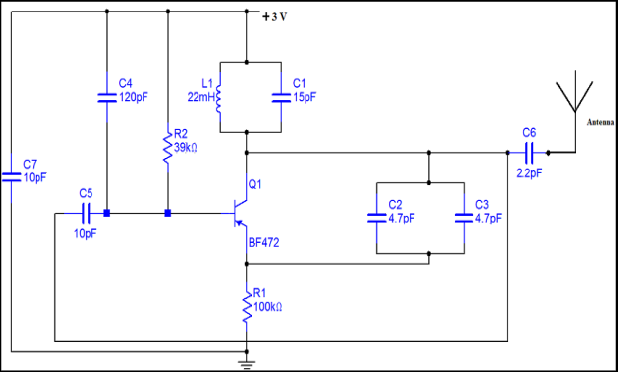 +3 V
C4
120pF
L1
22mH
C1
15pF
Antenna
R2
39kΩ
C6
2.2pF
C7
10pF
C5
10pF
Q1
C2
4.7pF
C3
4.7pF
BF472
R1
100kΩ